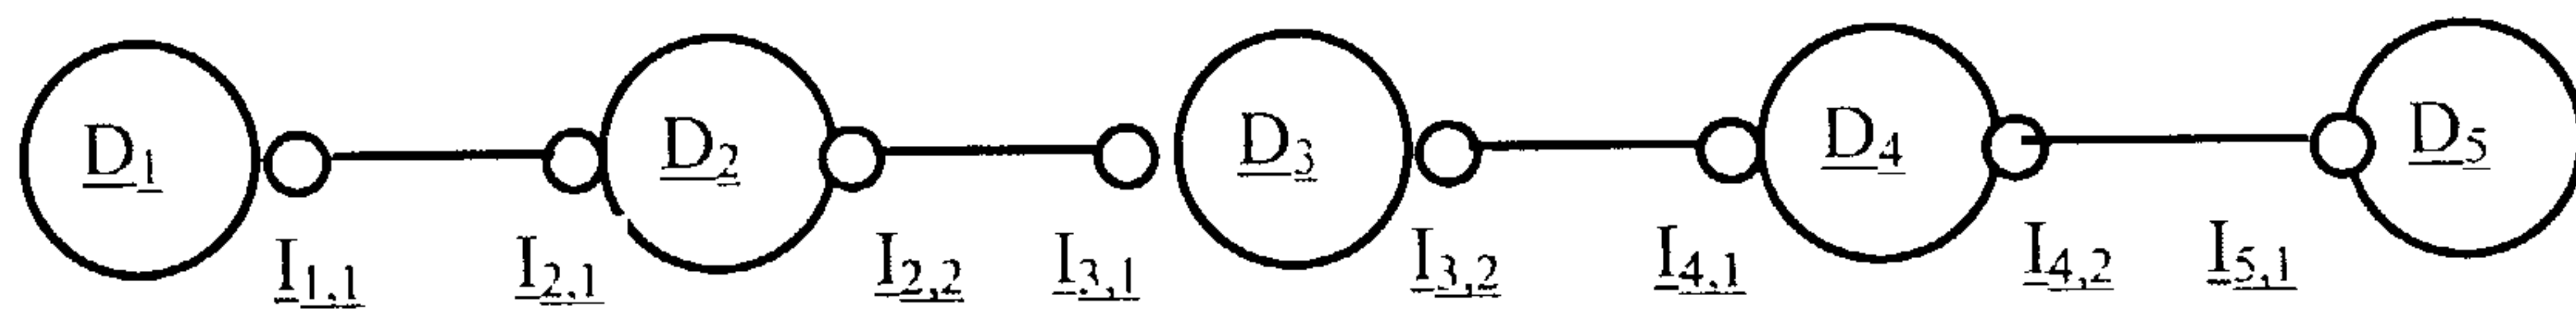 D1 D2 D3 D4 D5
I1,1 I2,1 I2,2 I3,1 I3,2 I4,1 I4,2 I5,1